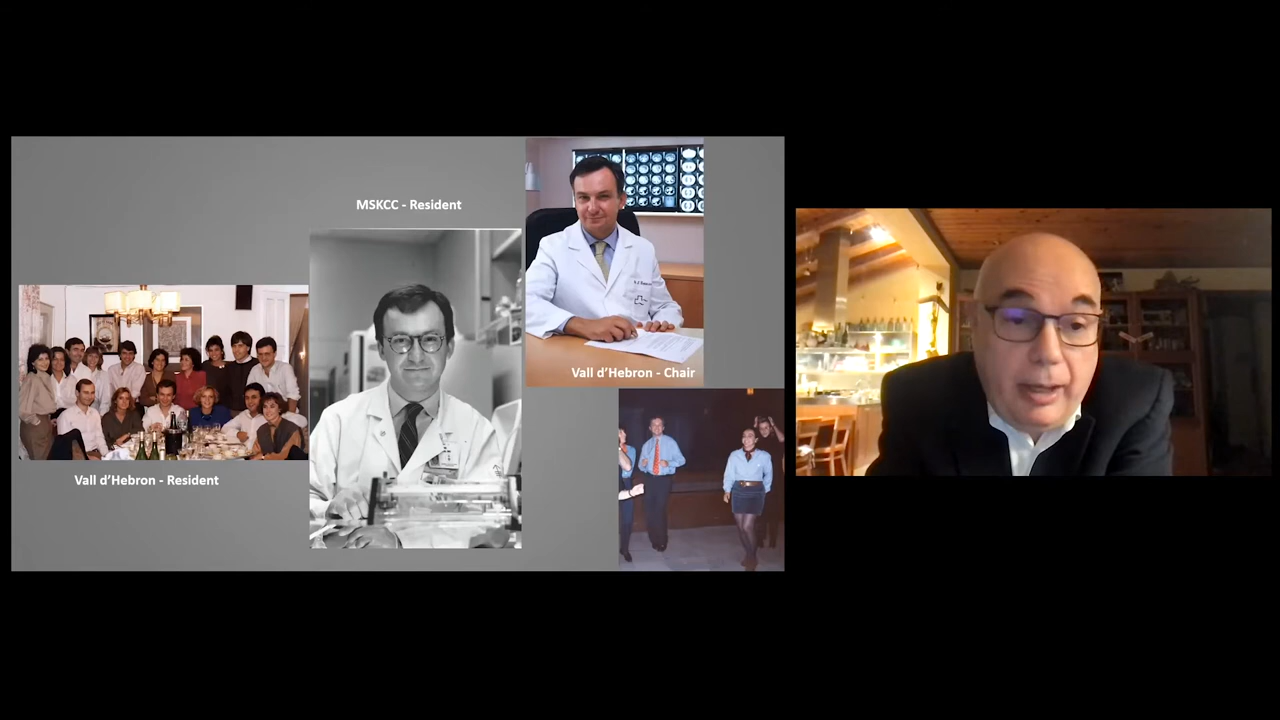 MSKCC - Resident
Vall d'Hebron - Chair
Vall d'Hebron - Resident